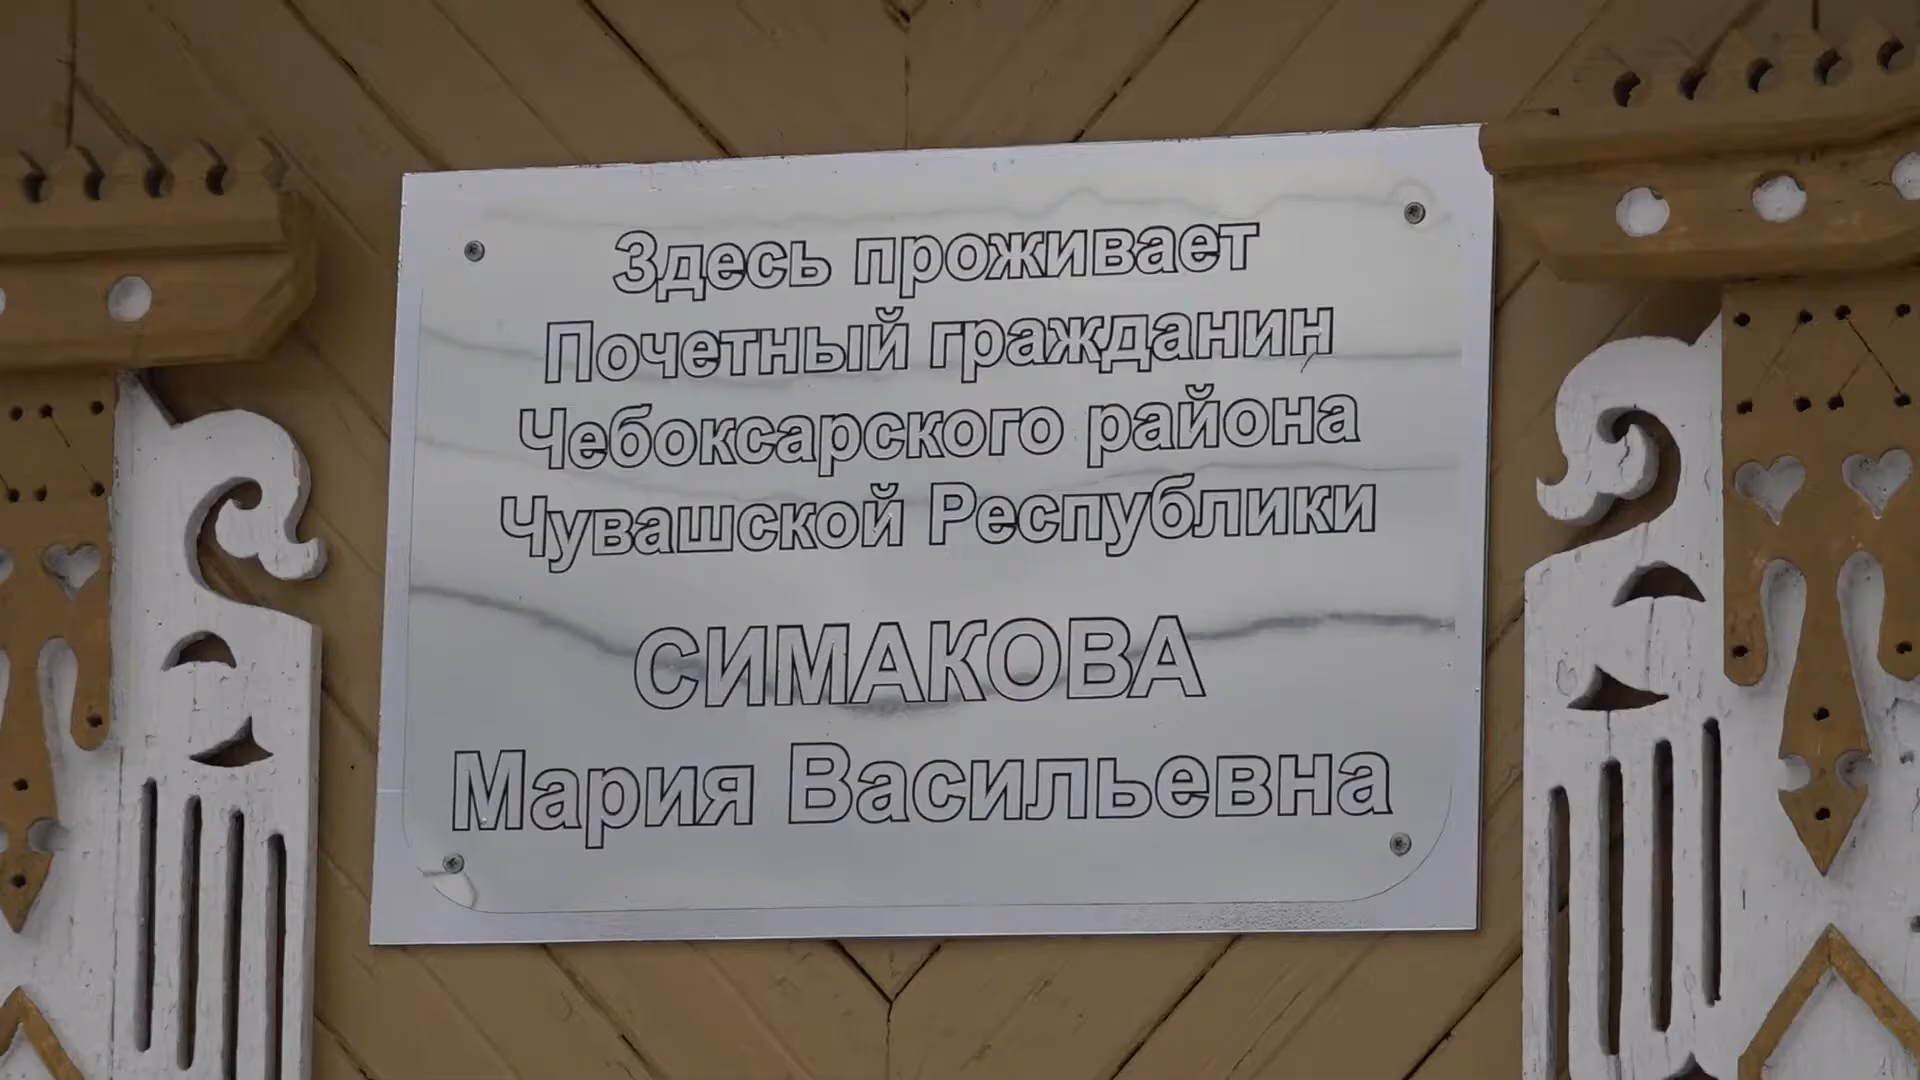 Здесь проживает
Почетный гражданин
Чебоксарского района
Чувашской Республики
СИМАКОВА
Мария Васильевна